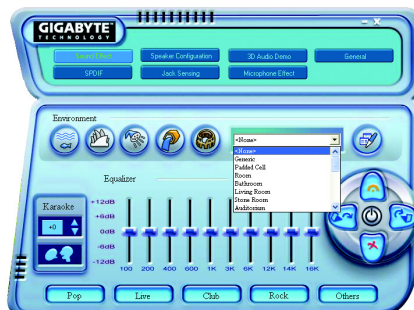 GIGABYTE
TECHNOLOGY
Sound Effect
Speaker Configuration
3D Audio Demo
General
SPDIF
Jack Sensing
Microphone Effect
Environment
<None>
<None>
Generic
Padded Cell
Room
Bathroom
Living Room
Stone Room
Auditorium
Equalizer
Karaoke
+0
+12dB
+6dB
0dB
-6dB
-12dB
100 200 400 600 1K 3K 6K 12K 14K 16K
Pop
Live
Club
Rock
Others